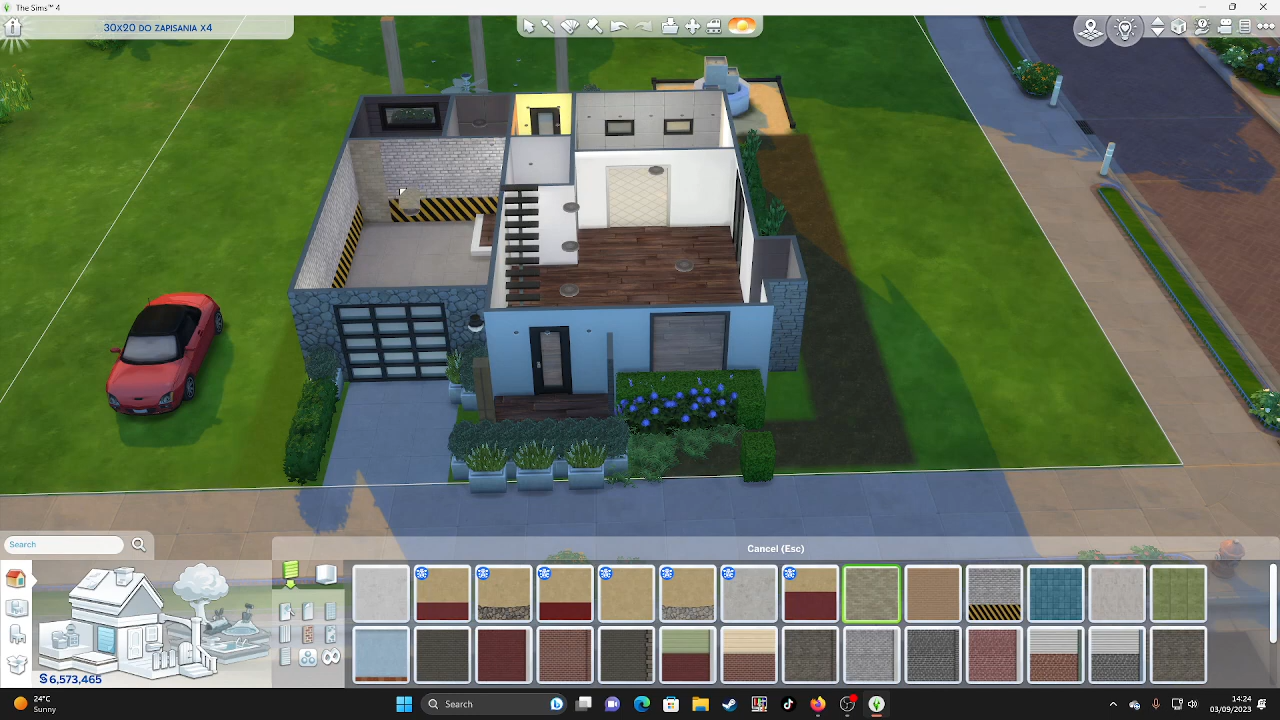 The Sims™ 4
30X20 DO ZAPISANIA X4
Cancel (Esc)
Search
§6,573,465
24°C
Sunny
Search
14:24
03/09/2023